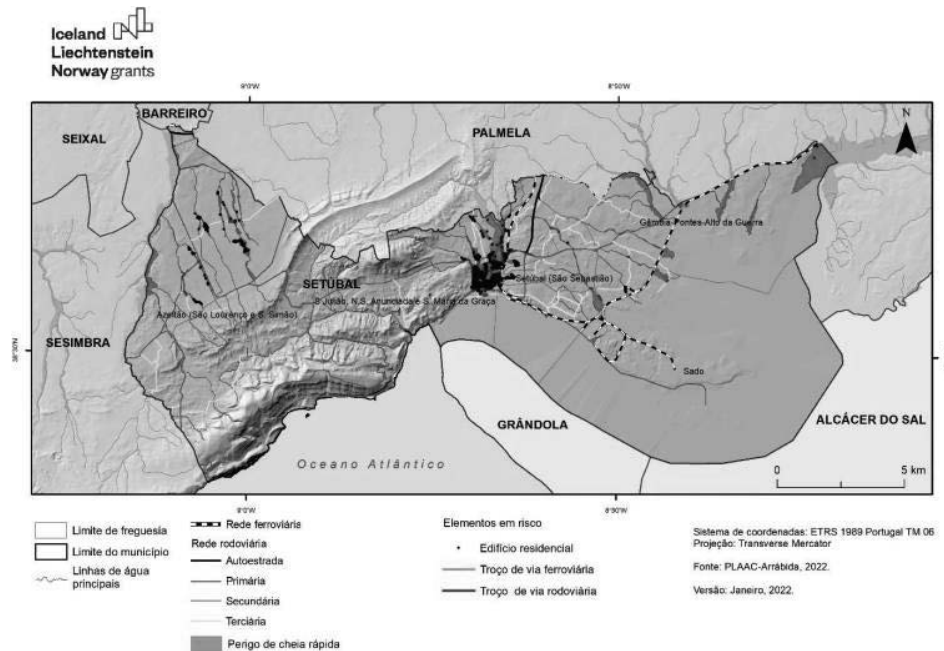 Iceland
Liechtenstein
Norway grants
9°0'W
8°50'W
BARREIRO
SEIXAL
PALMELA
N
Gâmbia-Pontes-Alto da Guerra
SETÚBAL
Setúbal (São Sebastião)
S. Julião, N.S. Anunciada e S. Maria da Graça
Azeitão (São Lourenço e S. Simão)
SESIMBRA
38°30'N
Sado
GRÂNDOLA
ALCÁCER DO SAL
Oceano Atlântico
0 5 km
9°0'W
Limite de freguesia
Limite do município
Linhas de água
principais
Rede ferroviária
Rede rodoviária
Autoestrada
Primária
Secundária
Terciária
Perigo de cheia rápida
Elementos em risco
Edifício residencial
Troço de via ferroviária
Troço de via rodoviária
Sistema de coordenadas: ETRS 1989 Portugal TM 06
Projeção: Transverse Mercator
Fonte: PLAAC-Arrábida, 2022.
Versão: Janeiro, 2022.